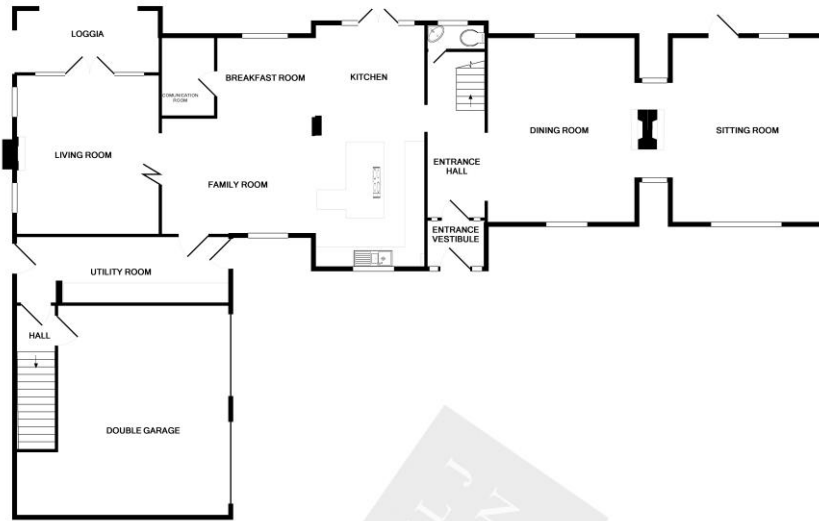 LOGGIA
BREAKFAST ROOM
KITCHEN
COMUNICATION
ROOM
LIVING ROOM
FAMILY ROOM
ENTRANCE
HALL
DINING ROOM
SITTING ROOM
ENTRANCE
VESTIBULE
UTILITY ROOM
HALL
DOUBLE GARAGE
L J
N